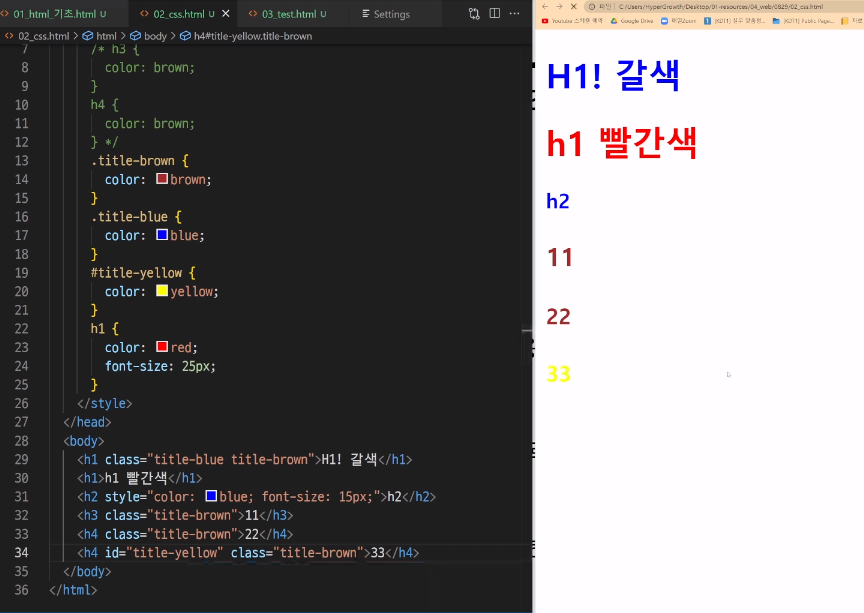 01_html_기초.html U
02_css.html U
03_test.html U
Settings
02_css.html > html > body > h4#title-yellow.title-brown
7 /* h3 {
8 color: brown;
9 }
10 h4 {
11 color: brown;
12 } */
13 .title-brown {
14 color: brown;
15 }
16 .title-blue {
17 color: blue;
18 }
19 #title-yellow {
20 color: yellow;
21 }
22 h1 {
23 color: red;
24 font-size: 25px;
25 }
26 </style>
27 </head>
28 <body>
29 <h1 class="title-blue title-brown">H1! 갈색</h1>
30 <h1>h1 빨간색</h1>
31 <h2 style="color: blue; font-size: 15px;">h2</h2>
32 <h3 class="title-brown">11</h3>
33 <h4 class="title-brown">22</h4>
34 <h4 id="title-yellow" class="title-brown">33</h4>
35 </body>
36 </html>
파일 C:/Users/HyperGrowth/Desktop/01-resources/04_web/0829/02_css.html
Google Drive
H1! 갈색
h1 빨간색
h2
11
22
33